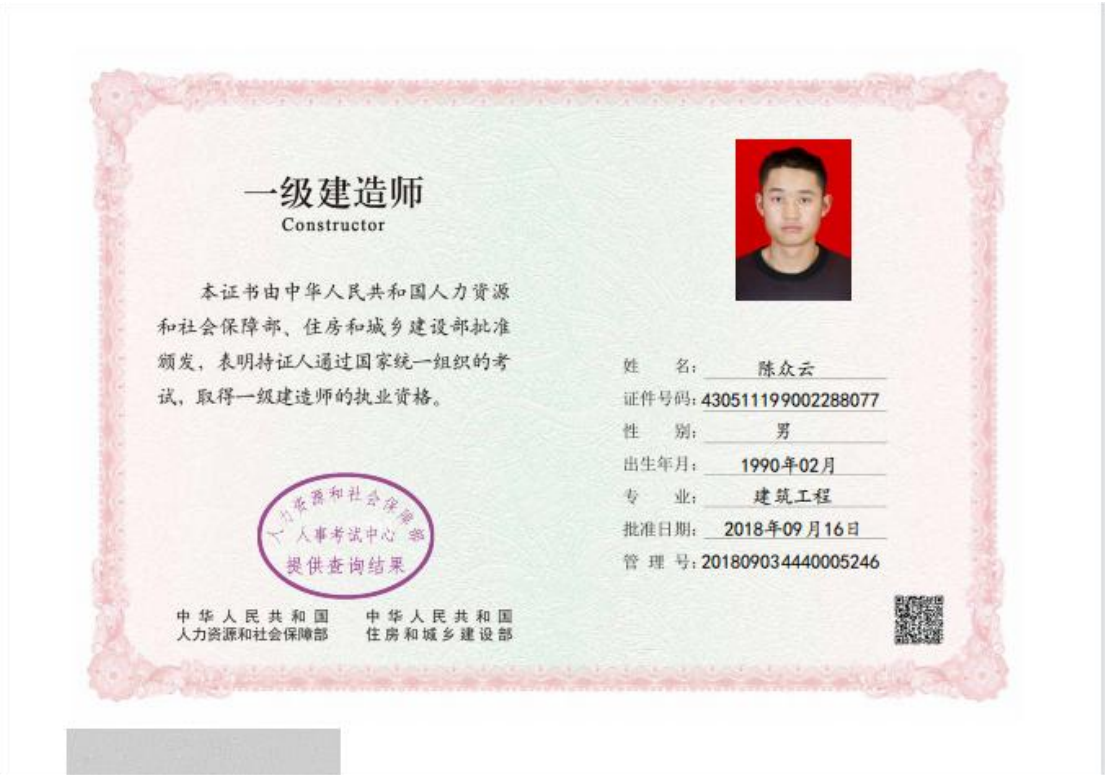 一级建造师
Constructor
本证书由中华人民共和国人力资源
和社会保障部、住房和城乡建设部批准
颁发，表明持证人通过国家统一组织的考
试，取得一级建造师的执业资格。
人力资源和社会保障部
人事考试中心
提供查询结果
中华人民共和国
人力资源和社会保障部
中华人民共和国
住房和城乡建设部
姓 名：陈众云
证件号码：430511199002288077
性 别：男
出生年月：1990年02月
专 业：建筑工程
批准日期：2018年09月16日
管 理 号：201809034440005246